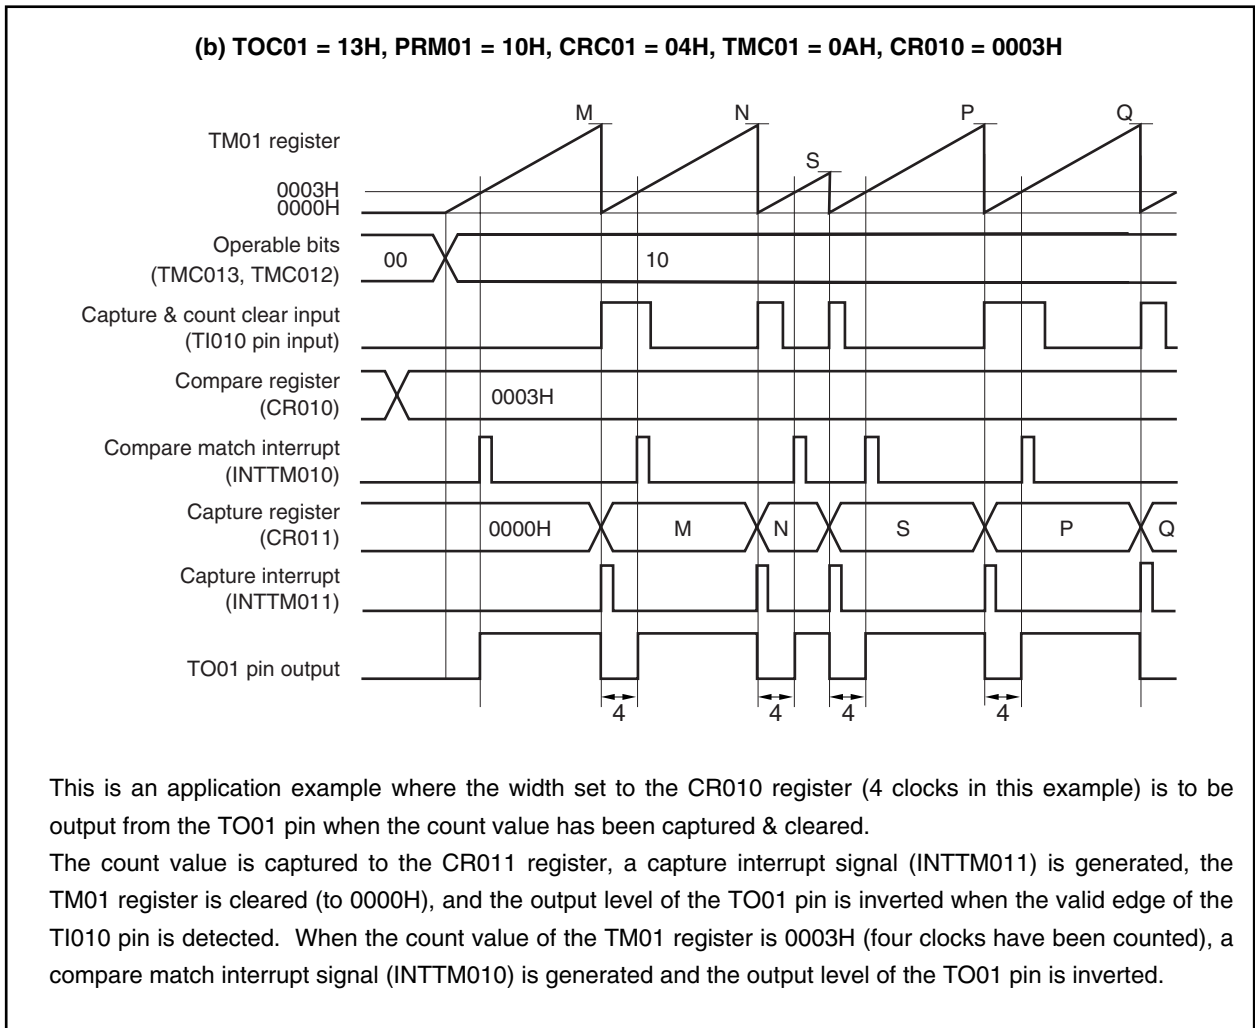 (b) TOC01 = 13H, PRM01 = 10H, CRC01 = 04H, TMC01 = 0AH, CR010 = 0003H
M N S P Q
TM01 register
0003H
0000H
Operable bits
(TMC013, TMC012)
00 10
Capture & count clear input
(TI010 pin input)
Compare register
(CR010)
0003H
Compare match interrupt
(INTTM010)
Capture register
(CR011)
0000H M N S P Q
Capture interrupt
(INTTM011)
TO01 pin output
4 4 4 4
This is an application example where the width set to the CR010 register (4 clocks in this example) is to be
output from the TO01 pin when the count value has been captured & cleared.
The count value is captured to the CR011 register, a capture interrupt signal (INTTM011) is generated, the
TM01 register is cleared (to 0000H), and the output level of the TO01 pin is inverted when the valid edge of the
TI010 pin is detected. When the count value of the TM01 register is 0003H (four clocks have been counted), a
compare match interrupt signal (INTTM010) is generated and the output level of the TO01 pin is inverted.